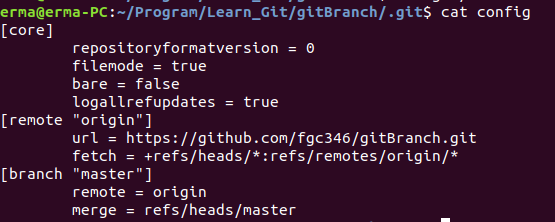 erma@erma-PC:~/Program/Learn_Git/gitBranch/.git$ cat config
[core]
repositoryformatversion = 0
filemode = true
bare = false
logallrefupdates = true
[remote "origin"]
url = https://github.com/fgc346/gitBranch.git
fetch = +refs/heads/*:refs/remotes/origin/*
[branch "master"]
remote = origin
merge = refs/heads/master